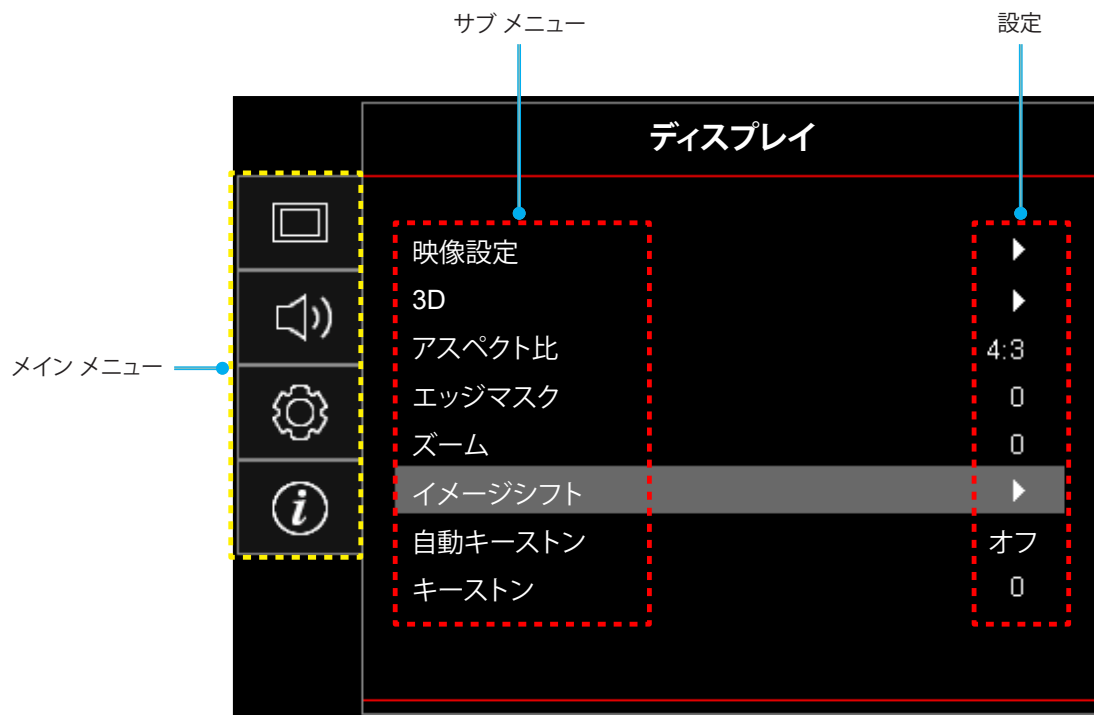 サブ メニュー
設定
ディスプレイ
メイン メニュー
映像設定
3D
アスペクト比 4:3
エッジマスク 0
ズーム 0
イメージシフト
自動キーストン オフ
キーストン 0
i